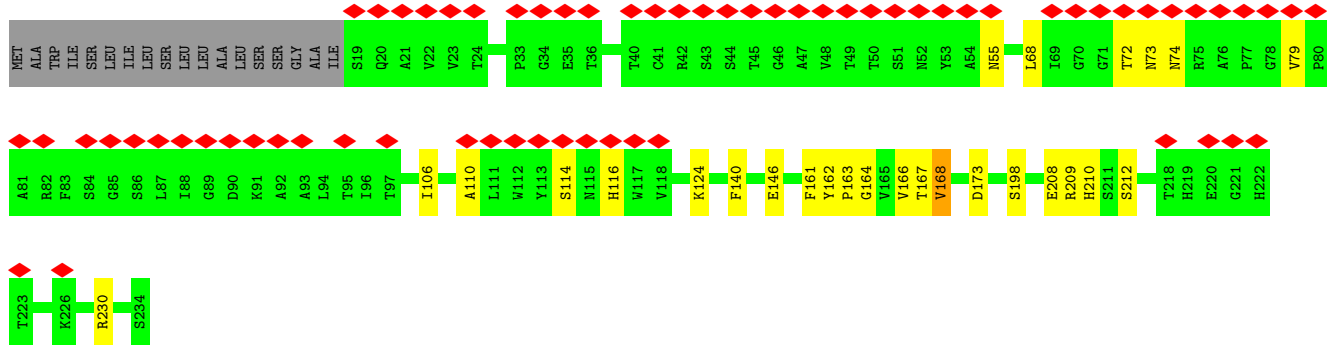 MET ALA TRP ILE SER LEU ILE LEU SER LEU LEU ALA LEU SER SER GLY ALA ILE S19 Q20 A21 V22 V23 T24 P33 G34 E35 T36 T40 C41 R42 S43 S44 T45 G46 A47 V48 T49 T50 S51 N52 Y53 A54 N55 L68 I69 G70 G71 T72 N73 N74 R75 A76 P77 G78 V79 P80
A81 R82 F83 S84 G85 S86 L87 I88 G89 D90 K91 A92 A93 L94 T95 I96 T97 I106 A110 L111 W112 Y113 S114 N115 H116 W117 V118 K124 F140 E146 F161 Y162 P163 G164 V165 V166 T167 V168 D173 S198 E208 R209 H210 S211 S212 T218 H219 E220 G221 H222
T223 K226 R230 S234